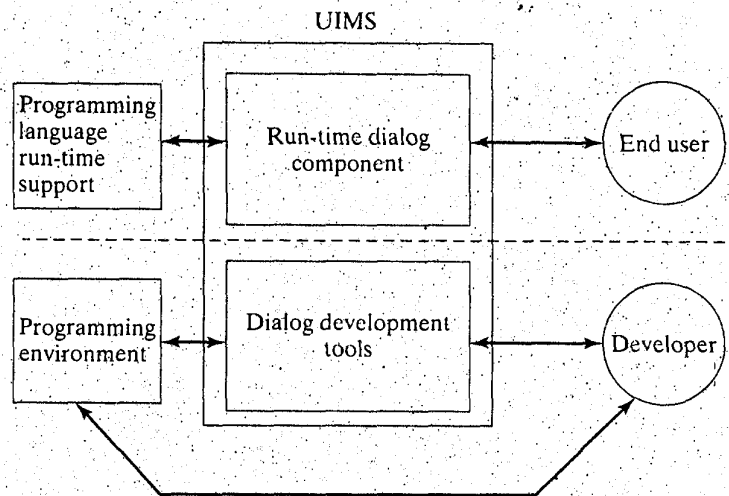 UIMS
Programming
language
run-time
support
Run-time dialog
component
End user
Programming
environment
Dialog development
tools
Developer